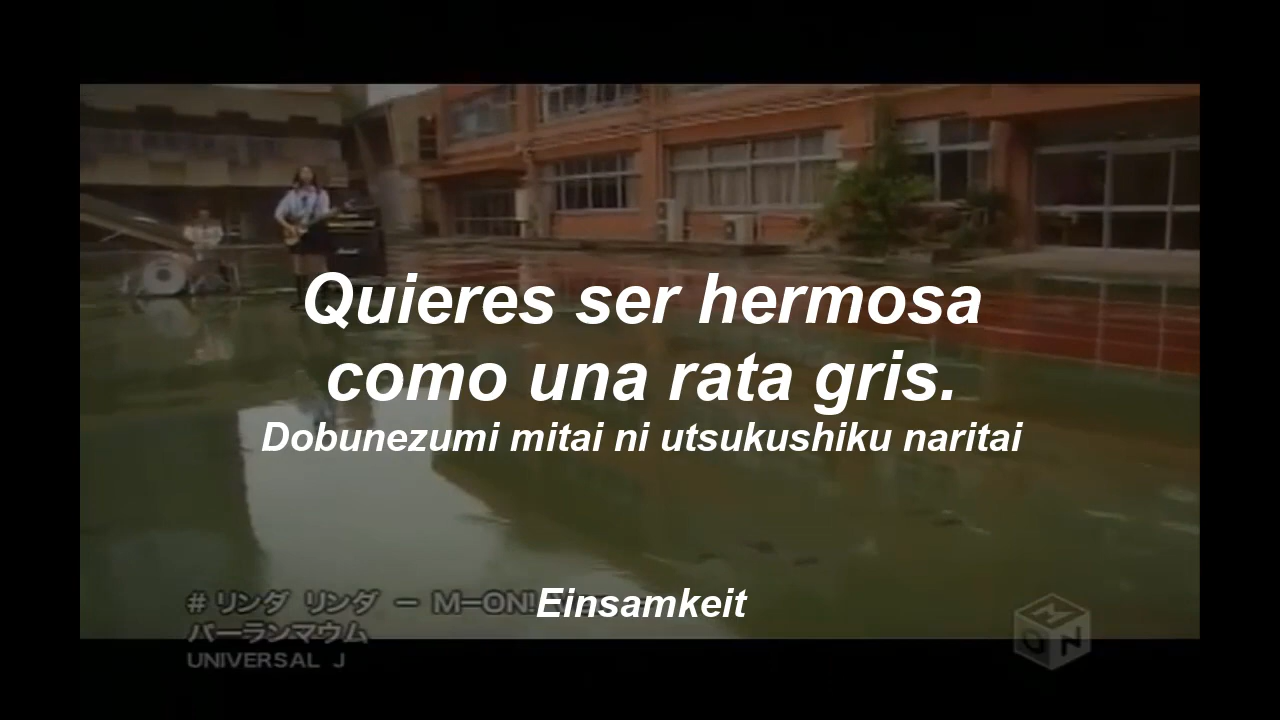 Quieres ser hermosa
como una rata gris.
Dobunezumi mitai ni utsukushiku naritai
Einsamkeit
# リンダ リンダ − M−ON!
パーランマウム
UNIVERSAL J
M ON